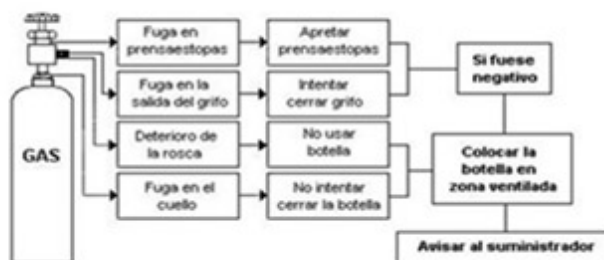 GAS
Fuga en
prensaestopas
Apretar
prensaestopas
Fuga en la
salida del grifo
Intentar
cerrar grifo
Si fuese
negativo
Deterioro de
la rosca
No usar
botella
Fuga en el
cuello
No intentar
cerrar la botella
Colocar la
botella en
zona ventilada
Avisar al suministrador